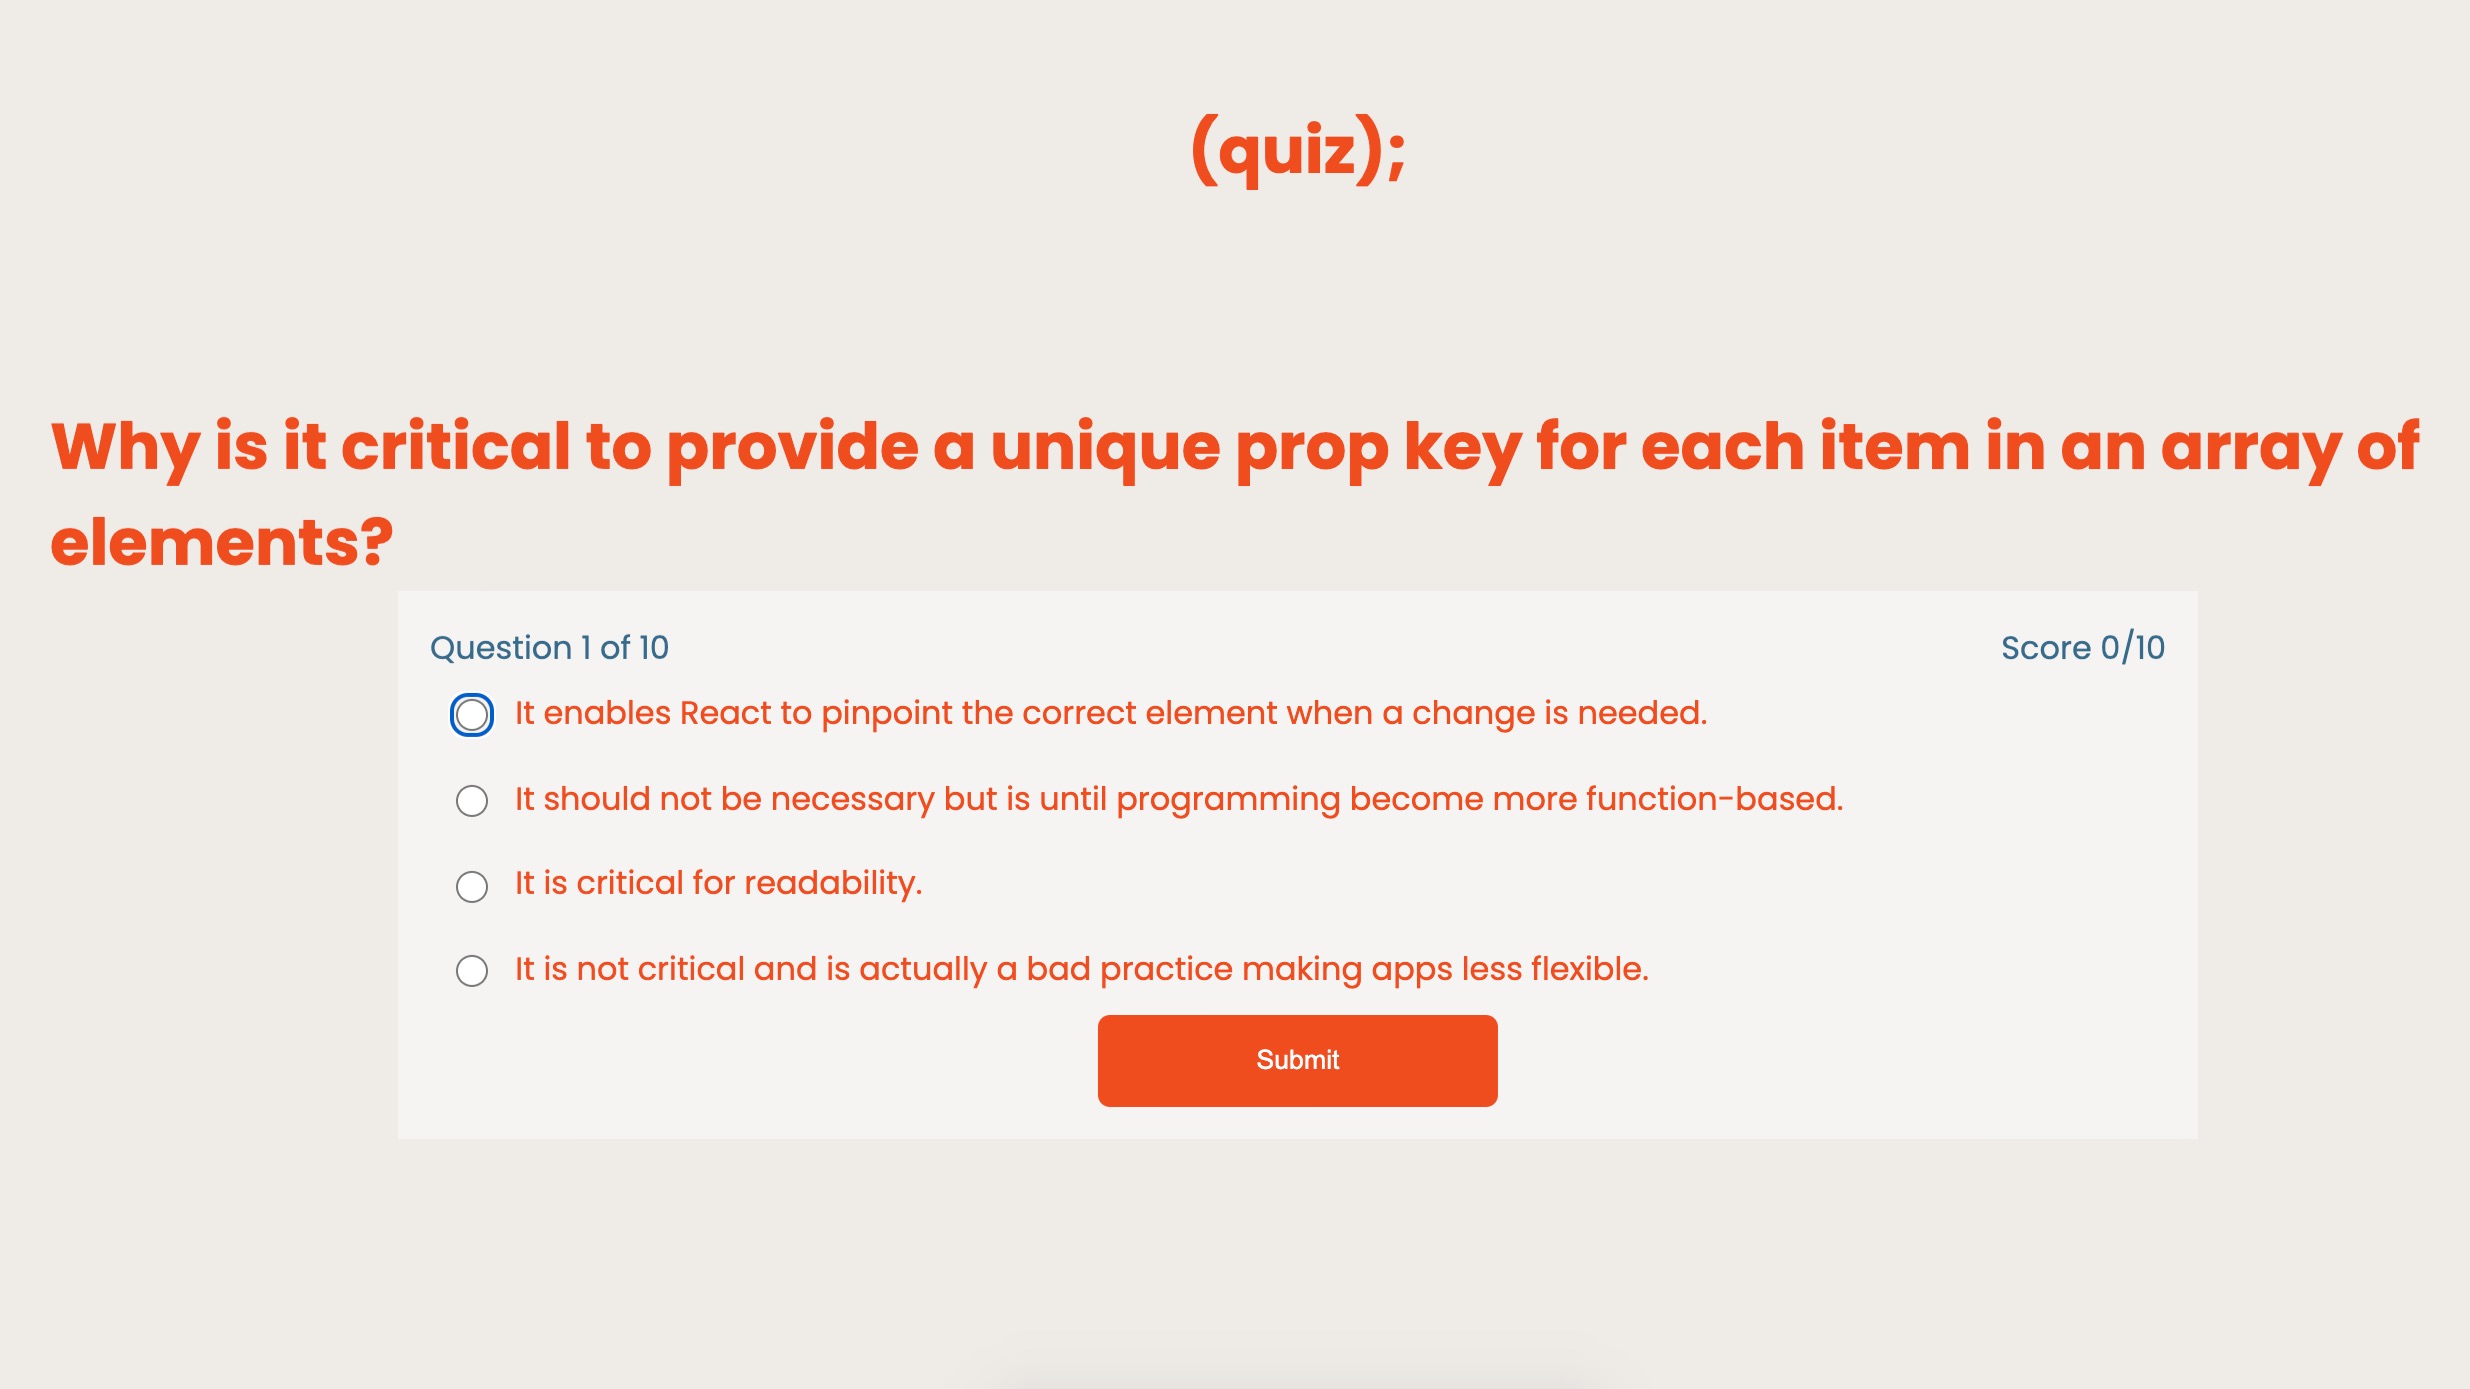 (quiz);
Why is it critical to provide a unique prop key for each item in an array of
elements?
Question 1 of 10
Score 0/10
It enables React to pinpoint the correct element when a change is needed.
It should not be necessary but is until programming become more function-based.
It is critical for readability.
It is not critical and is actually a bad practice making apps less flexible.
Submit